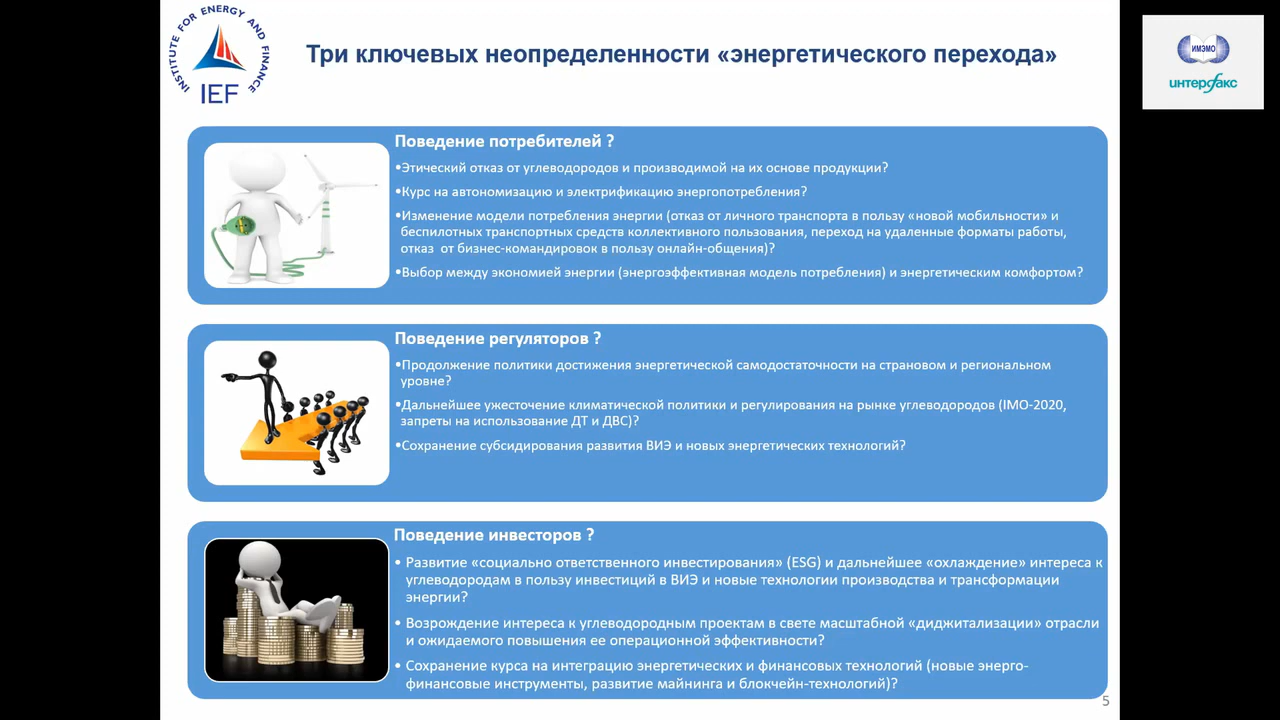 INSTITUTE FOR ENERGY AND FINANCE
IEF
Три ключевых неопределенности «энергетического перехода»
ИМЭМО
интерфакс
Поведение потребителей ?
•Этический отказ от углеводородов и производимой на их основе продукции?
•Курс на автономизацию и электрификацию энергопотребления?
•Изменение модели потребления энергии (отказ от личного транспорта в пользу «новой мобильности» и
беспилотных транспортных средств коллективного пользования, переход на удаленные форматы работы,
отказ от бизнес-командировок в пользу онлайн-общения)?
•Выбор между экономией энергии (энергоэффективная модель потребления) и энергетическим комфортом?
Поведение регуляторов ?
•Продолжение политики достижения энергетической самодостаточности на страновом и региональном
уровне?
•Дальнейшее ужесточение климатической политики и регулирования на рынке углеводородов (IMO-2020,
запреты на использование ДТ и ДВС)?
•Сохранение субсидирования развития ВИЭ и новых энергетических технологий?
Поведение инвесторов ?
• Развитие «социально ответственного инвестирования» (ESG) и дальнейшее «охлаждение» интереса к
углеводородам в пользу инвестиций в ВИЭ и новые технологии производства и трансформации
энергии?
• Возрождение интереса к углеводородным проектам в свете масштабной «диджитализации» отрасли
и ожидаемого повышения ее операционной эффективности?
• Сохранение курса на интеграцию энергетических и финансовых технологий (новые энерго-
финансовые инструменты, развитие майнинга и блокчейн-технологий)?
5